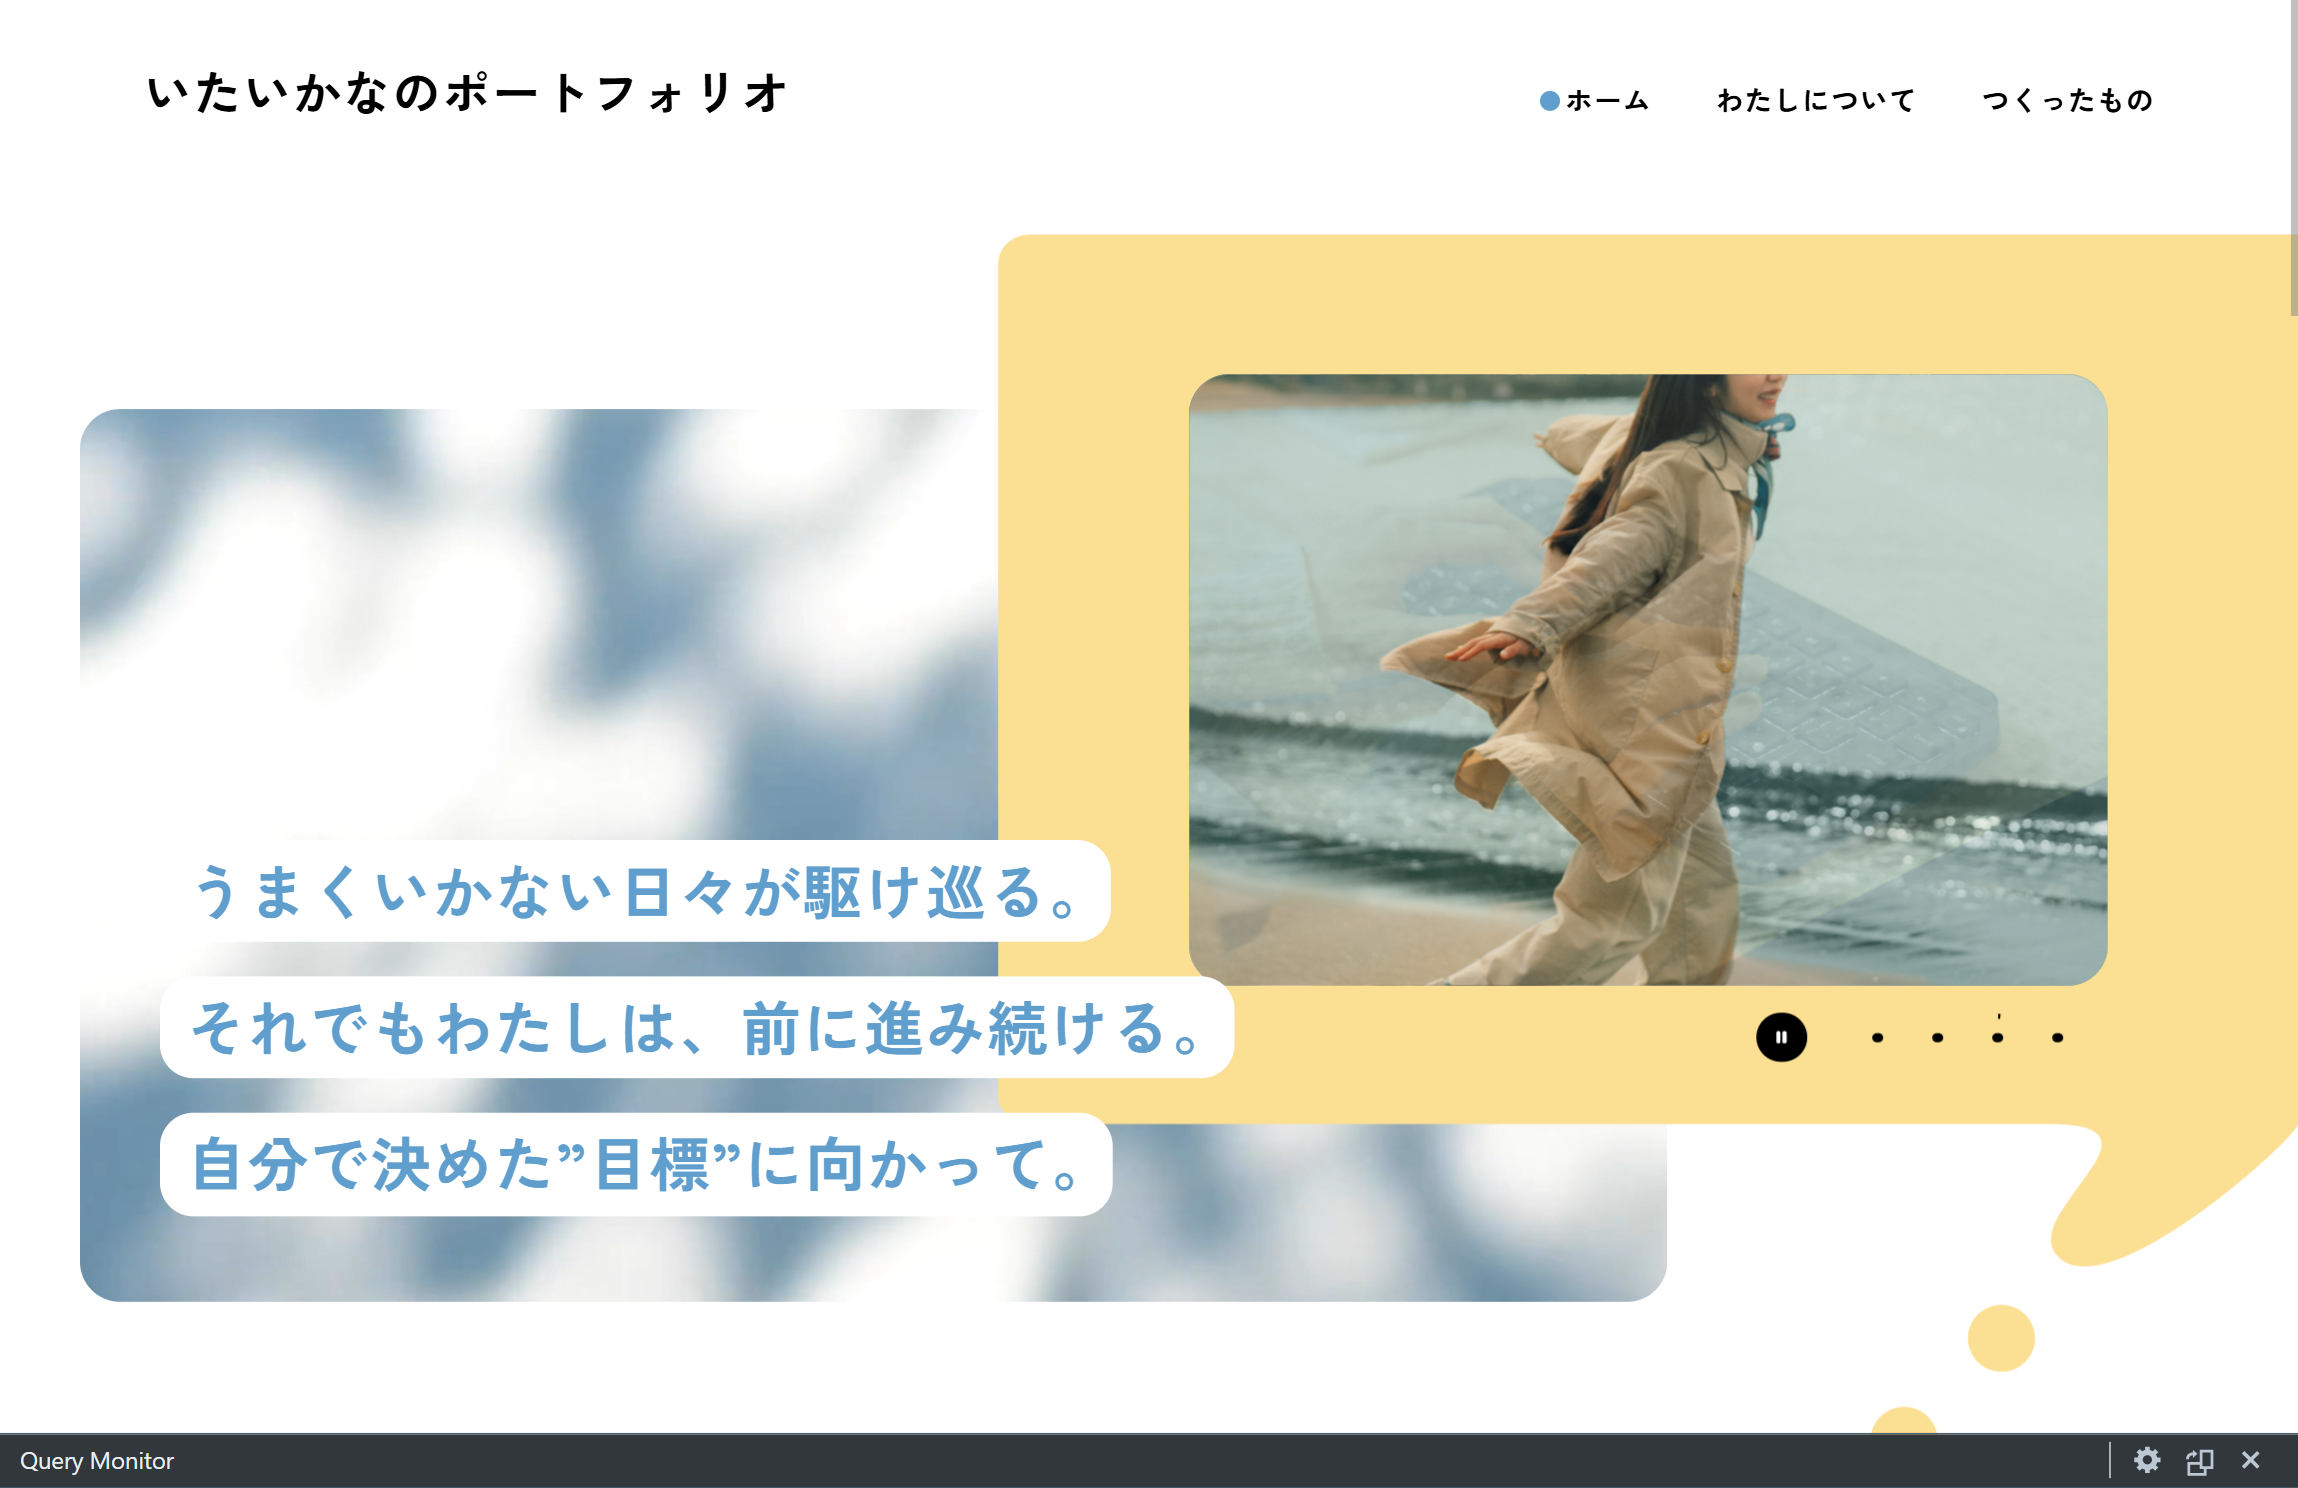 いたいかなのポートフォリオ
ホーム わたしについて つくったもの
うまくいかない日々が駆け巡る。
それでもわたしは、前に進み続ける。
自分で決めた”目標”に向かって。
Query Monitor